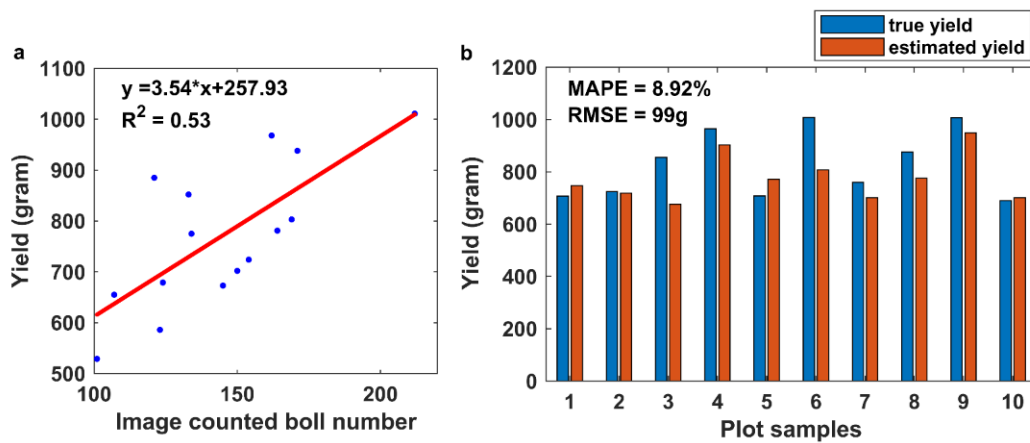 a
y =3.54*x+257.93
R² = 0.53
1100
1000
900
800
700
600
500
Yield (gram)
100 150 200
Image counted boll number
b
true yield
estimated yield
MAPE = 8.92%
RMSE = 99g
1200
1000
800
600
400
200
0
Yield (gram)
1 2 3 4 5 6 7 8 9 10
Plot samples